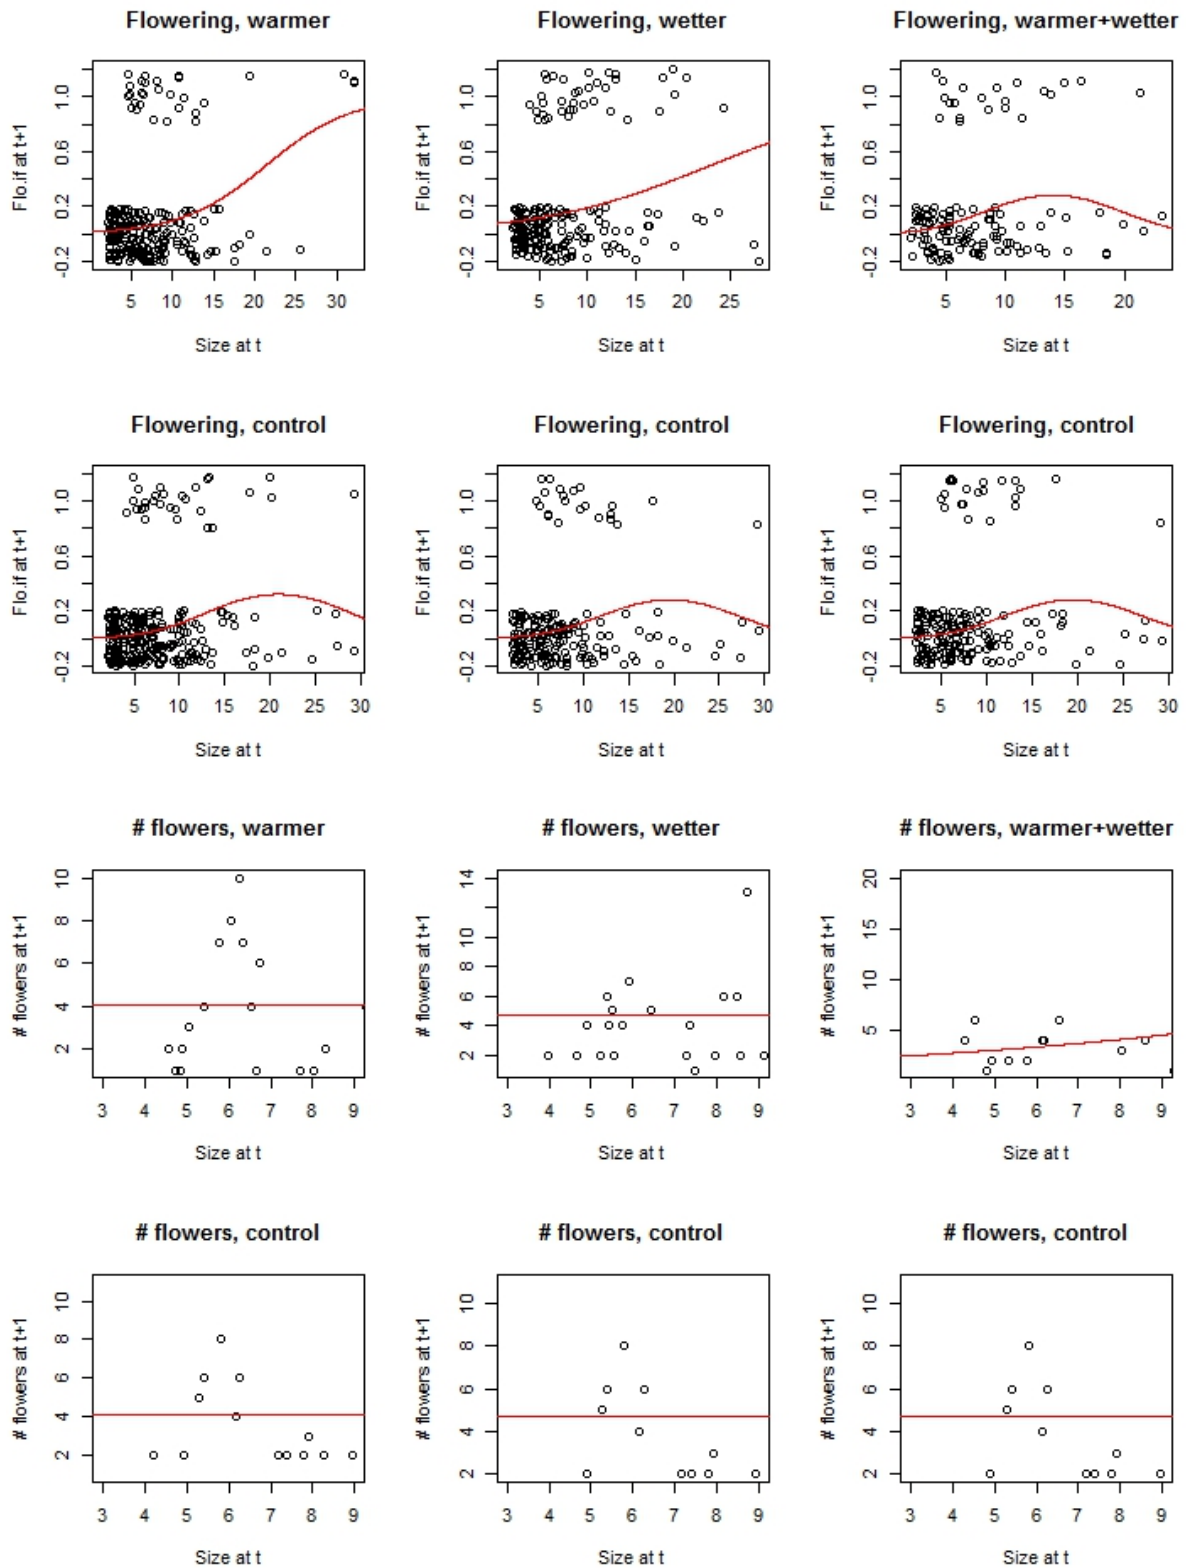 Flowering, warmer
Flowering, wetter
Flowering, warmer+wetter
Flo.if at t+1
-0.2 0.2 0.6 1.0
5 10 15 20 25 30
Size at t
Flo.if at t+1
-0.2 0.2 0.6 1.0
5 10 15 20 25
Size at t
Flo.if at t+1
-0.2 0.2 0.6 1.0
5 10 15 20
Size at t
Flowering, control
Flowering, control
Flowering, control
Flo.if at t+1
-0.2 0.2 0.6 1.0
5 10 15 20 25 30
Size at t
Flo.if at t+1
-0.2 0.2 0.6 1.0
5 10 15 20 25 30
Size at t
Flo.if at t+1
-0.2 0.2 0.6 1.0
5 10 15 20 25 30
Size at t
# flowers, warmer
# flowers, wetter
# flowers, warmer+wetter
# flowers at t+1
2 4 6 8 10
3 4 5 6 7 8 9
Size at t
# flowers at t+1
2 4 6 8 10 14
3 4 5 6 7 8 9
Size at t
# flowers at t+1
5 10 15 20
3 4 5 6 7 8 9
Size at t
# flowers, control
# flowers, control
# flowers, control
# flowers at t+1
2 4 6 8 10
3 4 5 6 7 8 9
Size at t
# flowers at t+1
2 4 6 8 10
3 4 5 6 7 8 9
Size at t
# flowers at t+1
2 4 6 8 10
3 4 5 6 7 8 9
Size at t